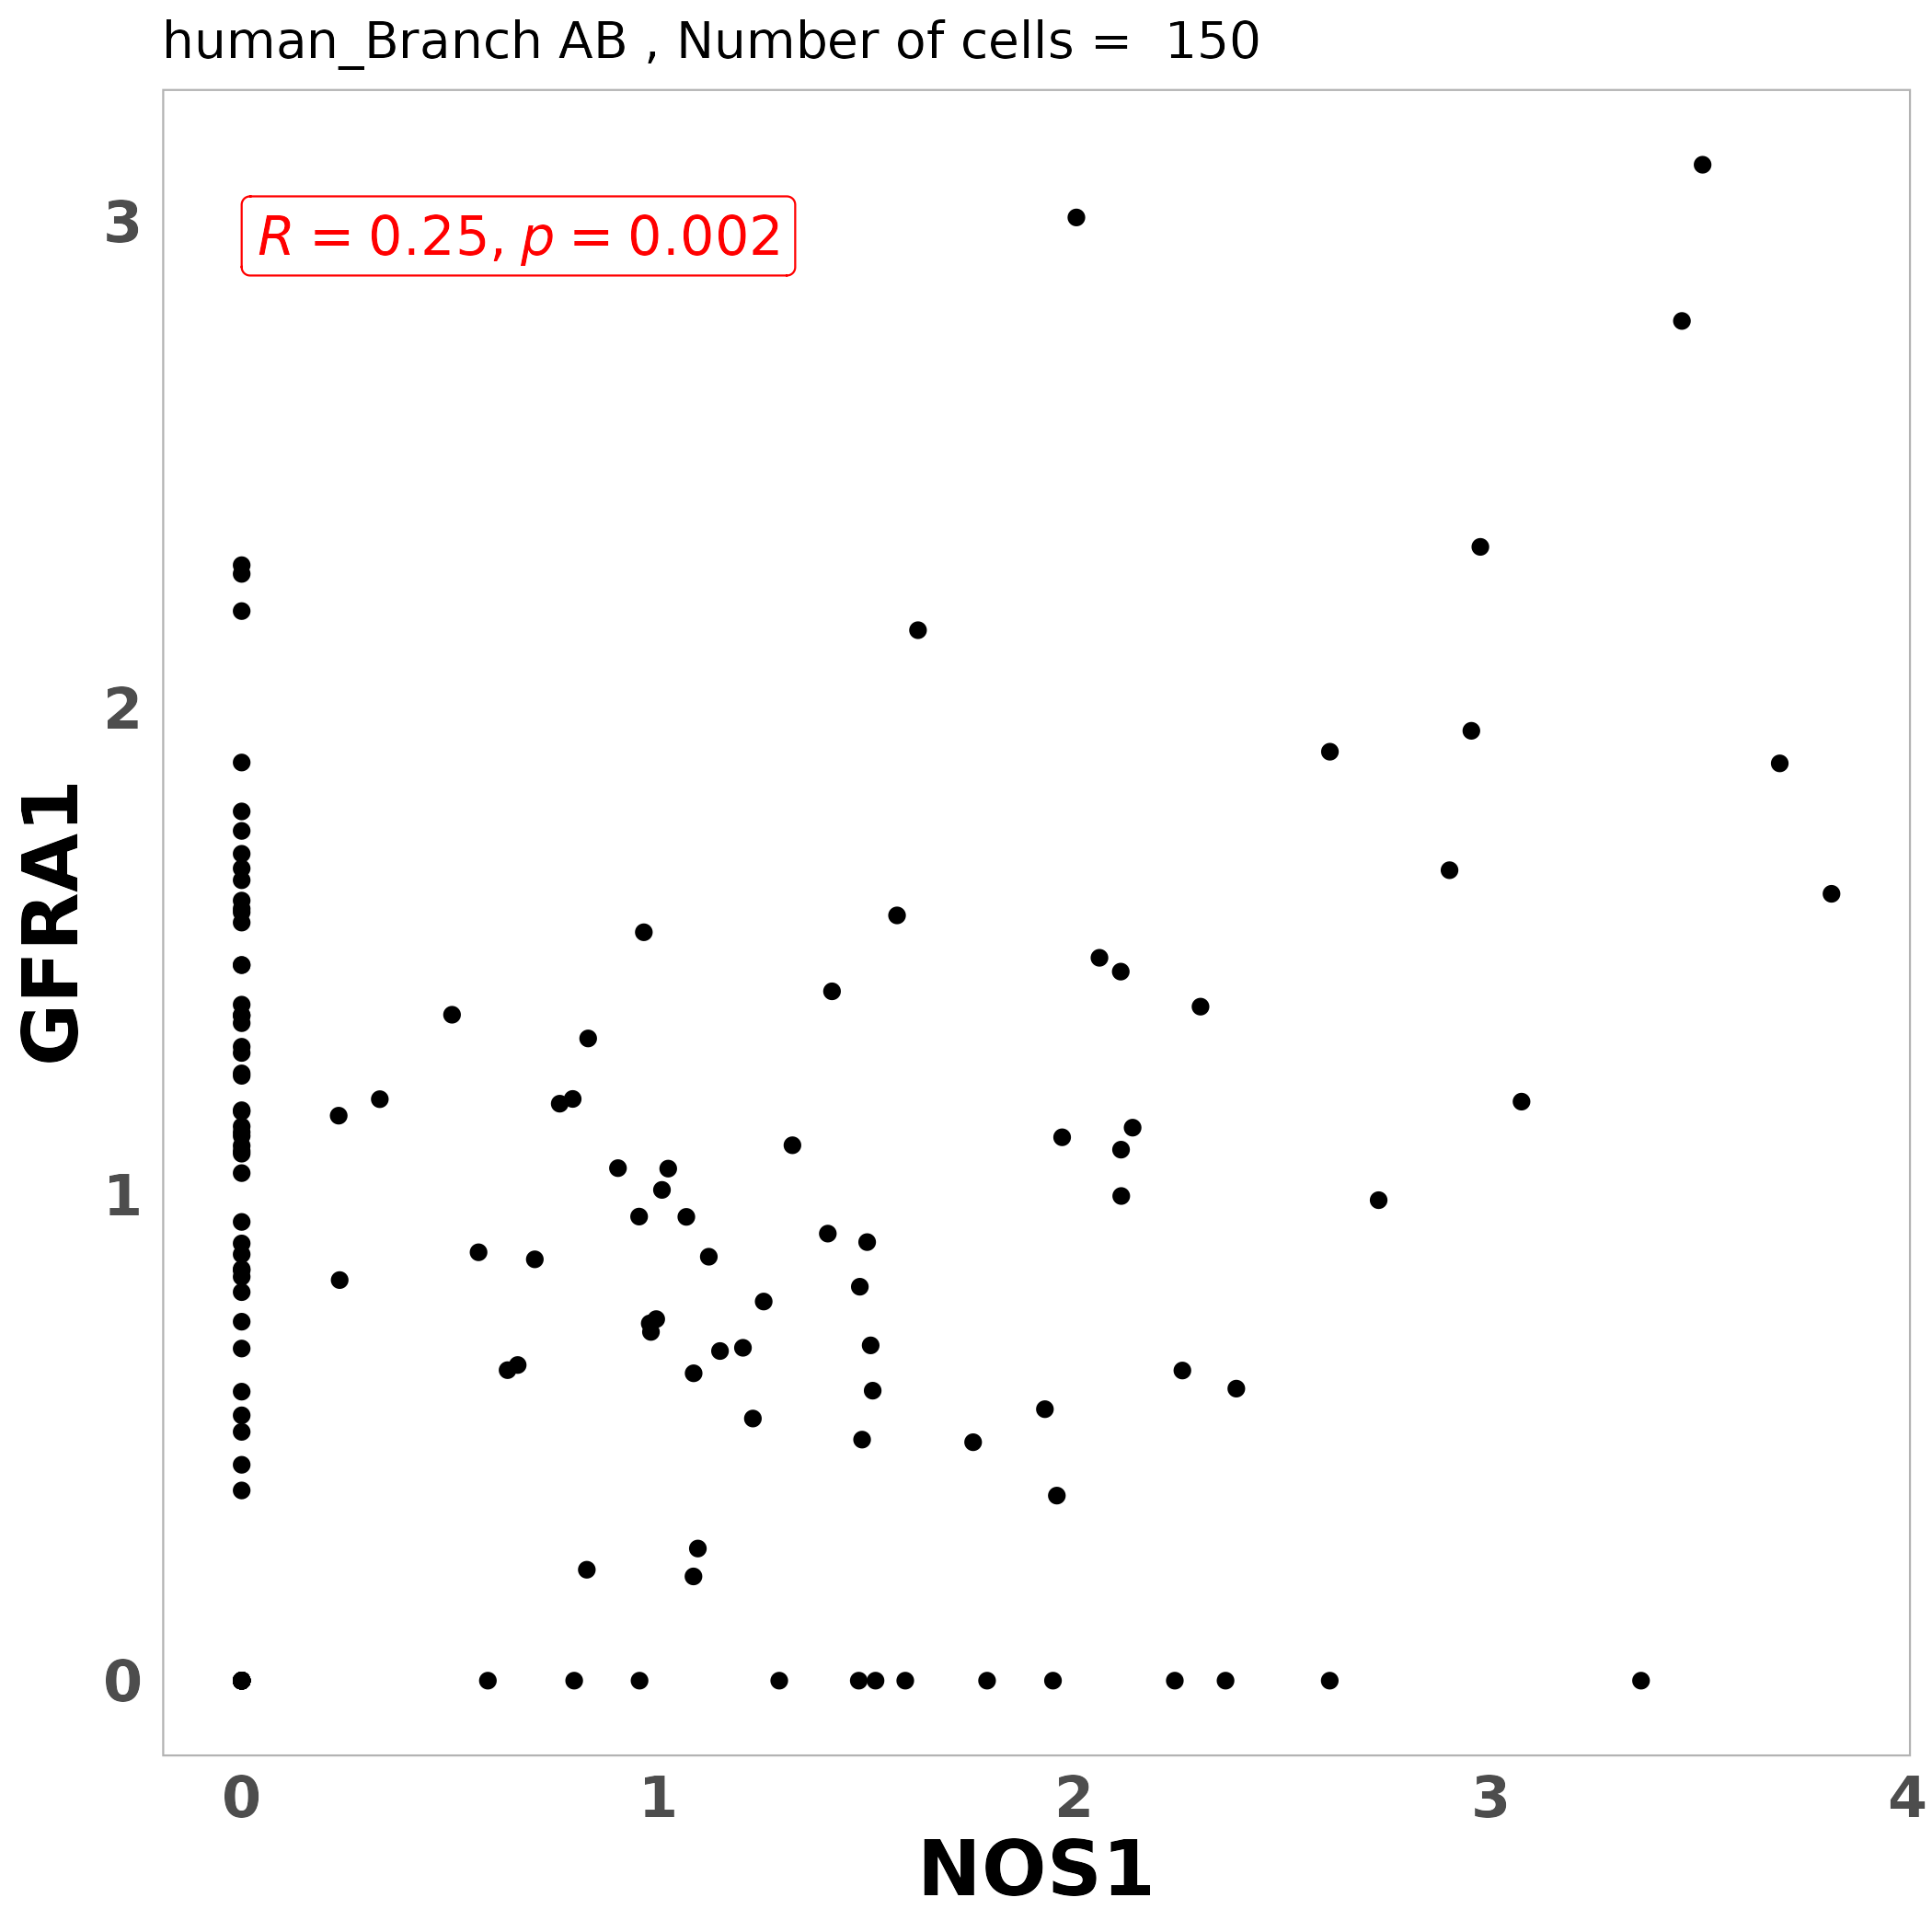 human_Branch AB , Number of cells =  150
R = 0.25, p = 0.002
3
2
1
0
GFRA1
0 1 2 3 4
NOS1